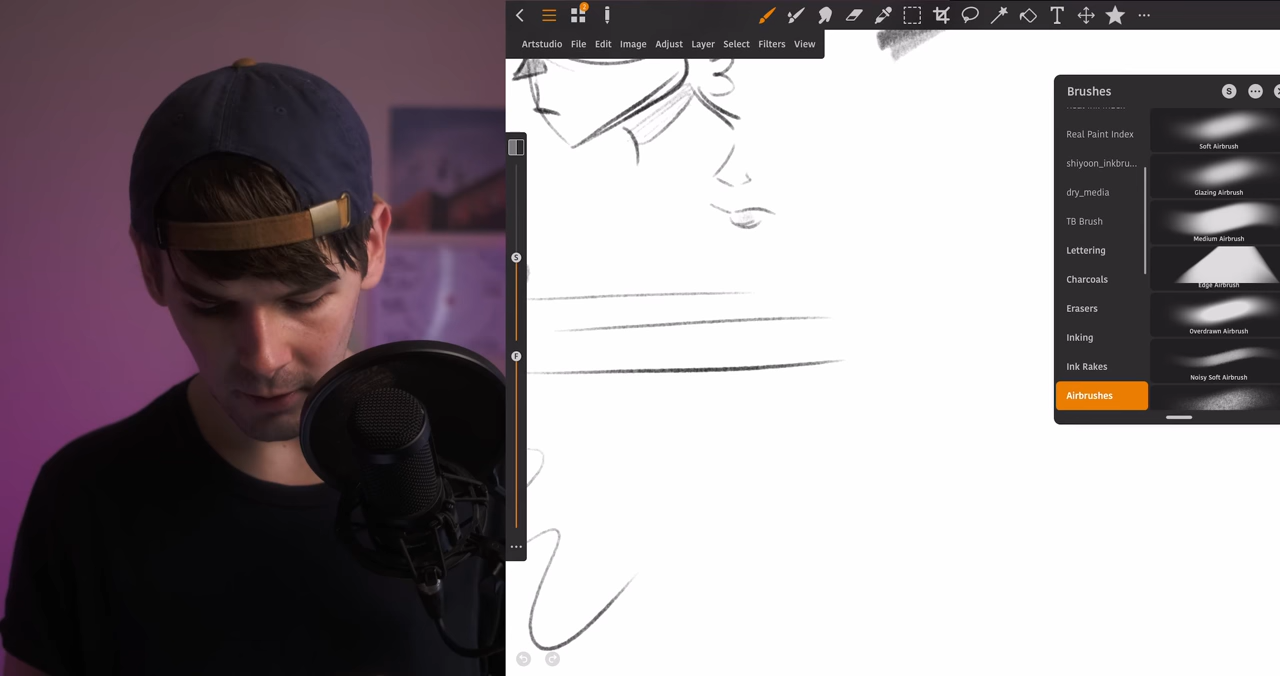 2
Artstudio File Edit Image Adjust Layer Select Filters View
Brushes
S
Real Paint Index
shiyoon_inkbru...
dry_media
TB Brush
Lettering
Charcoals
Erasers
Inking
Ink Rakes
Airbrushes
Soft Airbrush
Glazing Airbrush
Medium Airbrush
Edge Airbrush
Overdrawn Airbrush
Noisy Soft Airbrush
S
F